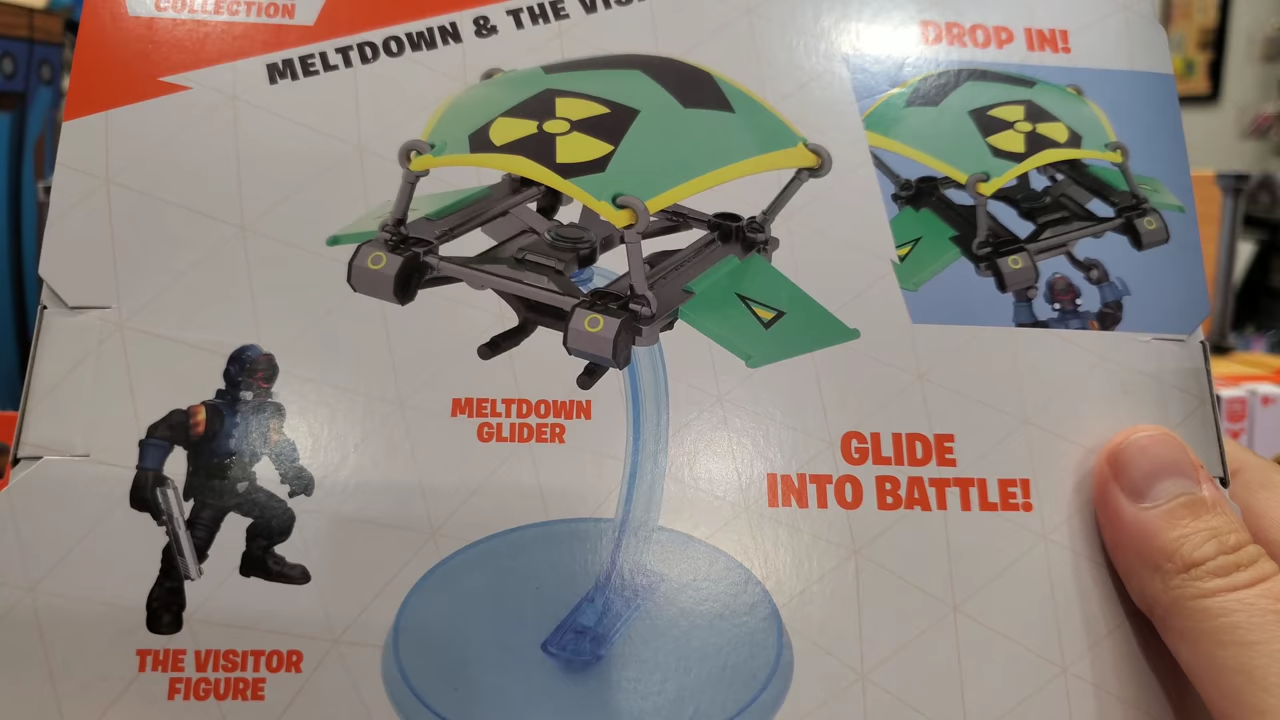 COLLECTION
MELTDOWN & THE VIS
DROP IN!
MELTDOWN
GLIDER
GLIDE
INTO BATTLE!
THE VISITOR
FIGURE